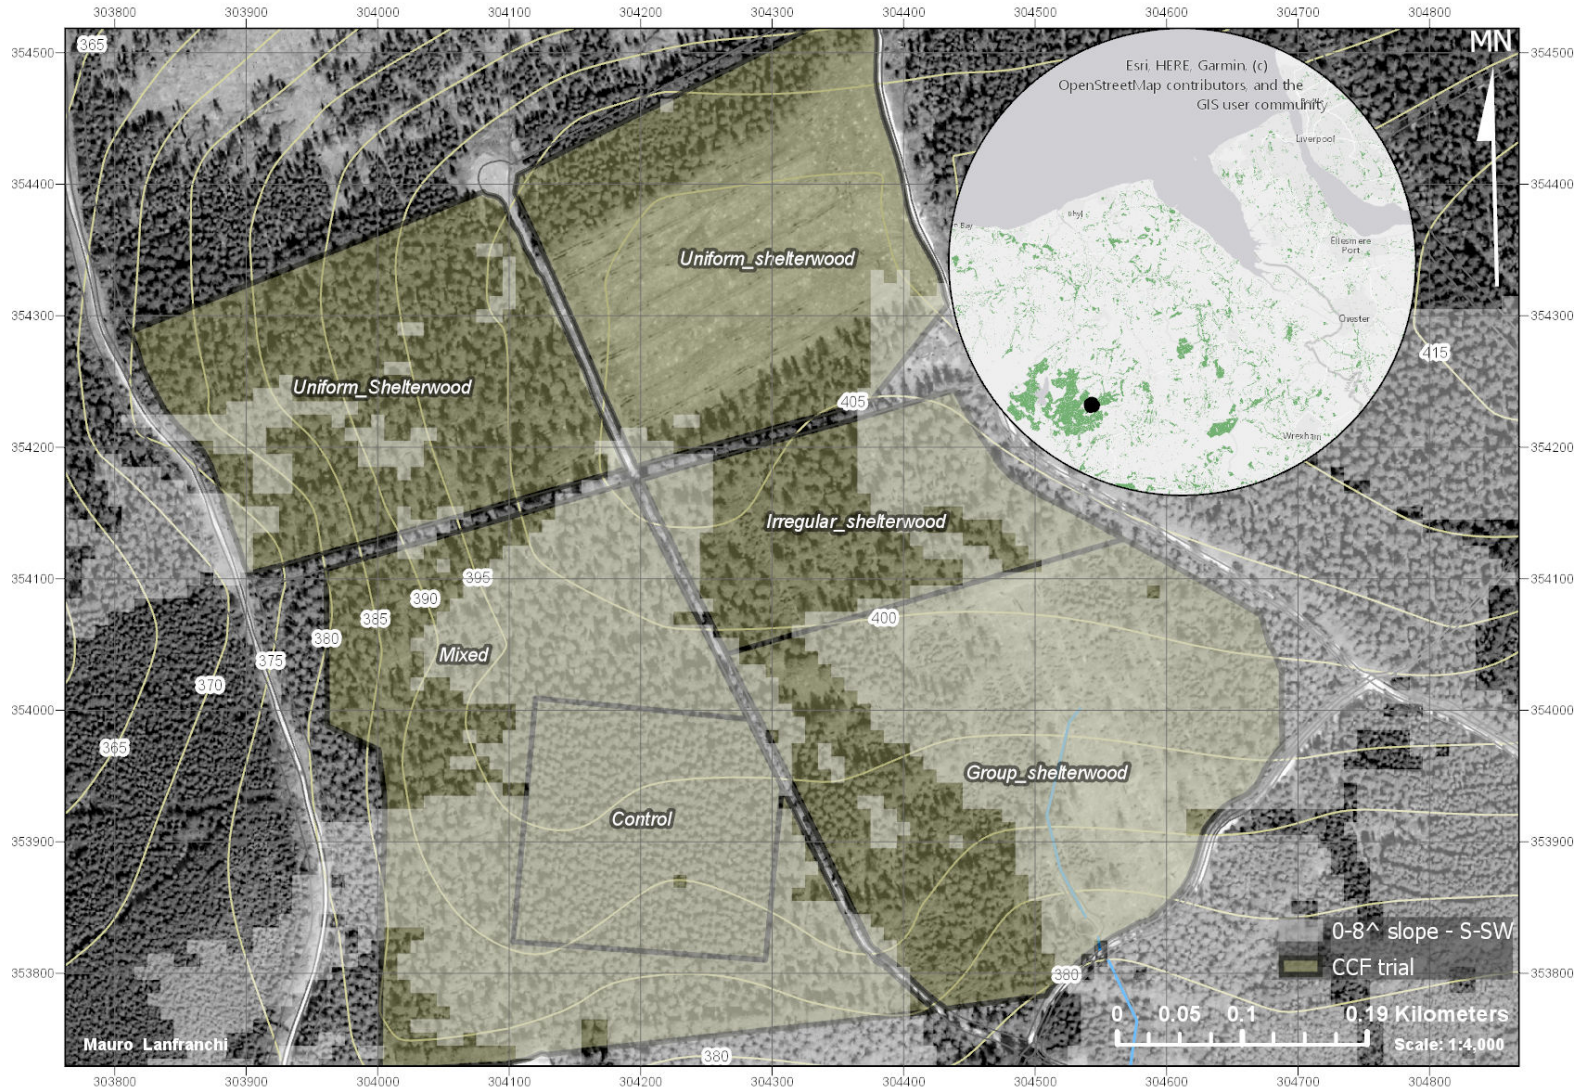 303800 303900 304000 304100 304200 304300 304400 304500 304600 304700 304800
354500 354500
354400 354400
354300 354300
354200 354200
354100 354100
354000 354000
353900 353900
353800 353800
365
MN
Esri, HERE, Garmin, (c)
OpenStreetMap contributors, and the
GIS user community
Liverpool
Rhyl
Bay
Ellesmere
Port
Chester
Wrexham
Uniform_shelterwood
Uniform_Shelterwood
415
405
Irregular_shelterwood
395
390
385
380
375
370
365
400
Mixed
Group_shelterwood
Control
380
380
0-8^ slope - S-SW
CCF trial
0 0.05 0.1 0.19 Kilometers
Scale: 1:4,000
Mauro Lanfranchi
303800 303900 304000 304100 304200 304300 304400 304500 304600 304700 304800